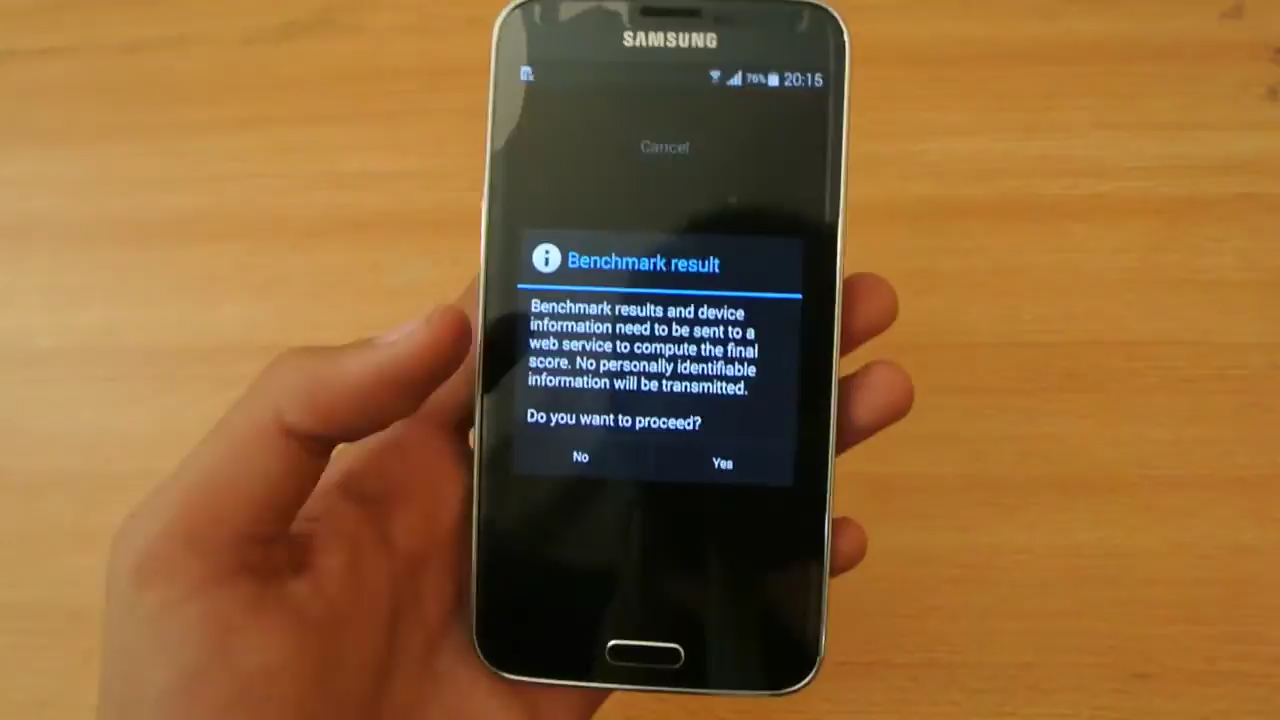 SAMSUNG
76% 20:15
Cancel
Benchmark result
Benchmark results and device
information need to be sent to a
web service to compute the final
score. No personally identifiable
information will be transmitted.
Do you want to proceed?
No Yes